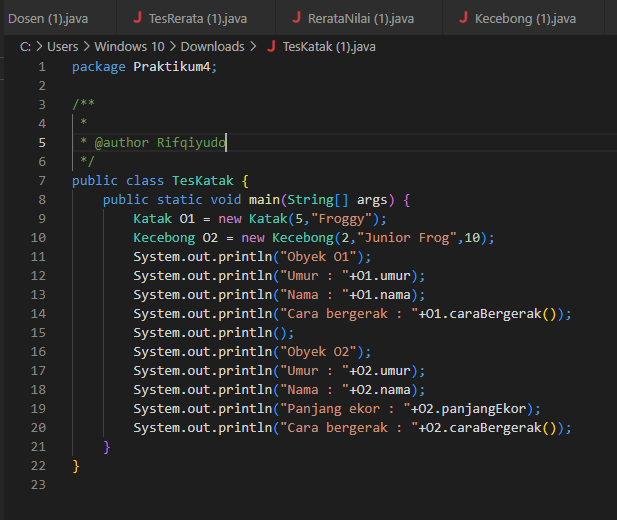 Dosen (1).java TesRerata (1).java RerataNilai (1).java Kecebong (1).java
C: > Users > Windows 10 > Downloads > TesKatak (1).java
1 package Praktikum4;
2
3 /**
4 *
5 * @author Rifqiyudo
6 */
7 public class TesKatak {
8 public static void main(String[] args) {
9 Katak O1 = new Katak(5,"Froggy");
10 Kecebong O2 = new Kecebong(2,"Junior Frog",10);
11 System.out.println("Obyek O1");
12 System.out.println("Umur : "+O1.umur);
13 System.out.println("Nama : "+O1.nama);
14 System.out.println("Cara bergerak : "+O1.caraBergerak());
15 System.out.println();
16 System.out.println("Obyek O2");
17 System.out.println("Umur : "+O2.umur);
18 System.out.println("Nama : "+O2.nama);
19 System.out.println("Panjang ekor : "+O2.panjangEkor);
20 System.out.println("Cara bergerak : "+O2.caraBergerak());
21 }
22 }
23